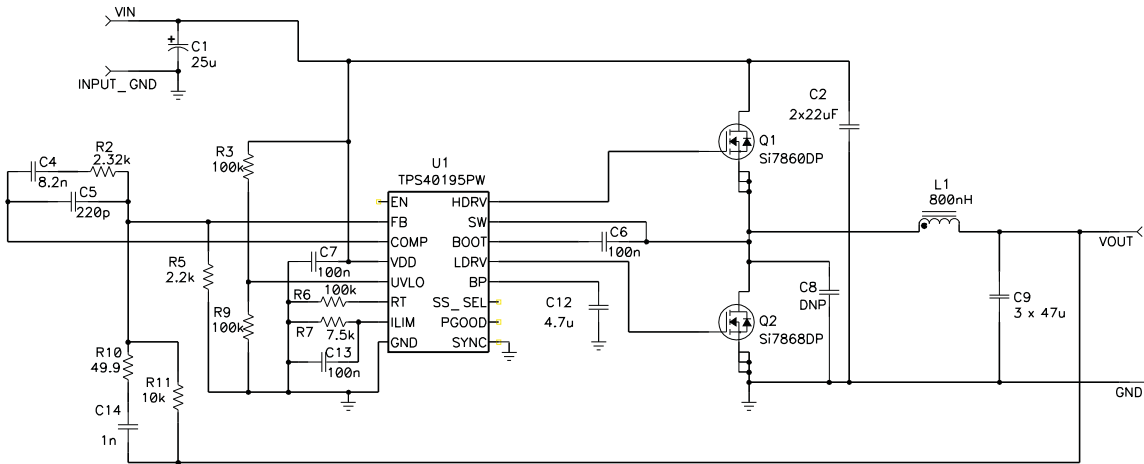 VIN
+
C1
25u
INPUT_GND
C2
2x22uF
Q1
Si7860DP
R2
2.32k
C4
8.2n
C5
220p
R3
100k
U1
TPS40195PW
EN
HDRV
FB
SW
COMP
BOOT
VDD
LDRV
UVLO
BP
RT
SS_SEL
ILIM
PGOOD
GND
SYNC
L1
800nH
VOUT
C6
100n
C7
100n
R5
2.2k
R6
100k
R9
100k
R7
7.5k
C13
100n
C12
4.7u
C8
DNP
C9
3 x 47u
Q2
Si7868DP
R10
49.9
R11
10k
C14
1n
GND